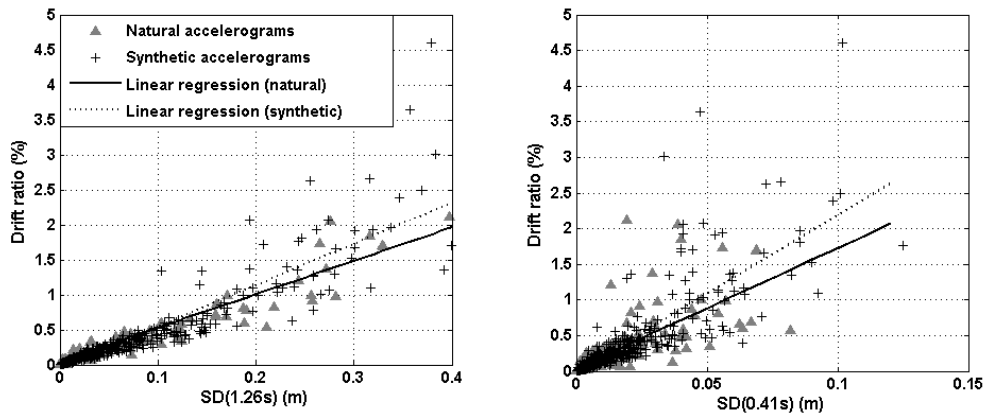 5
4.5
4
3.5
3
2.5
2
1.5
1
0.5
0
Drift ratio (%)
Natural accelerograms
Synthetic accelerograms
Linear regression (natural)
Linear regression (synthetic)
0 0.1 0.2 0.3 0.4
SD(1.26s) (m)
5
4.5
4
3.5
3
2.5
2
1.5
1
0.5
0
Drift ratio (%)
0 0.05 0.1 0.15
SD(0.41s) (m)